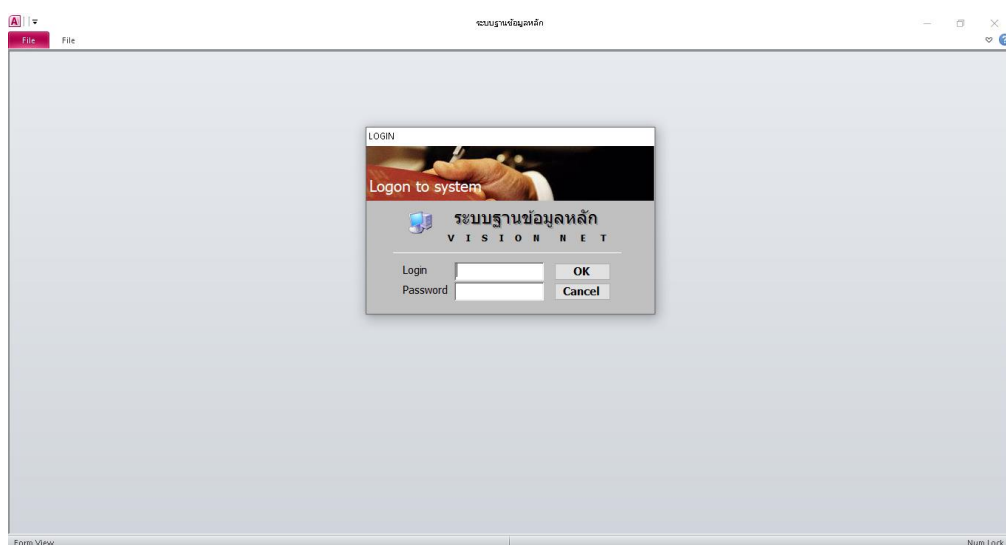 A
ระบบฐานข้อมูลหลัก
File File
LOGIN
Logon to system
ระบบฐานข้อมูลหลัก
VISION NET
Login OK
Password Cancel
Form View Num Lock